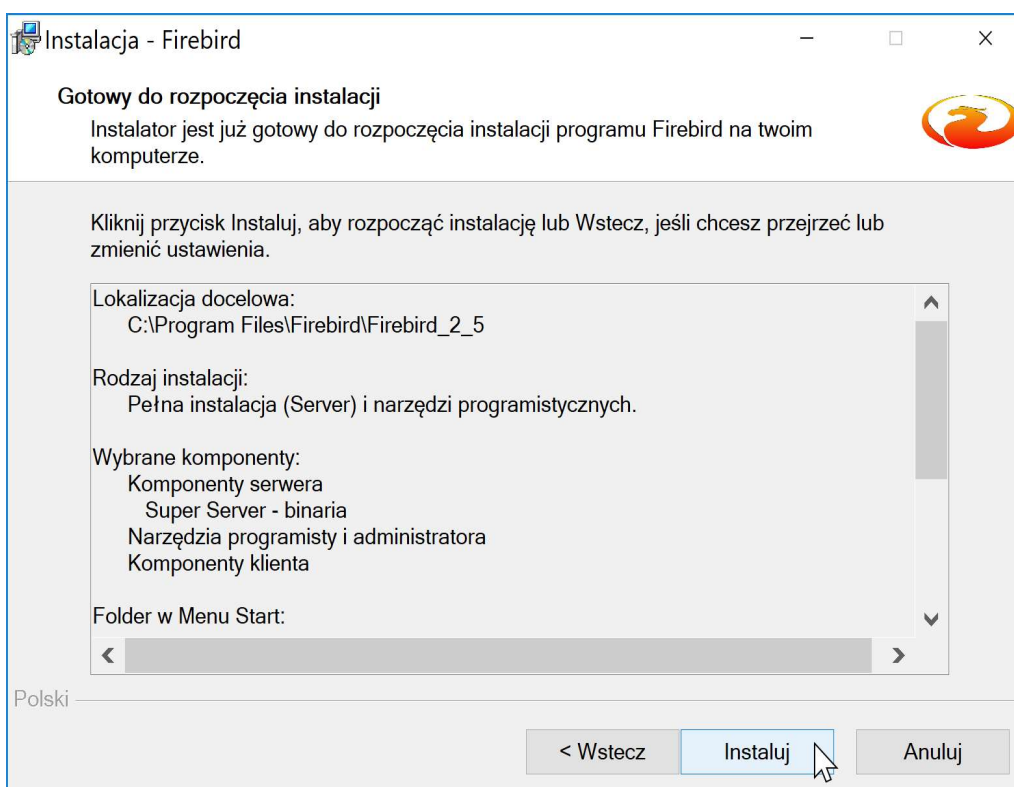 Instalacja - Firebird
Gotowy do rozpoczęcia instalacji
Instalator jest już gotowy do rozpoczęcia instalacji programu Firebird na twoim
komputerze.
Kliknij przycisk Instaluj, aby rozpocząć instalację lub Wstecz, jeśli chcesz przejrzeć lub
zmienić ustawienia.
Lokalizacja docelowa:
C:\Program Files\Firebird\Firebird_2_5
Rodzaj instalacji:
Pełna instalacja (Server) i narzędzi programistycznych.
Wybrane komponenty:
Komponenty serwera
Super Server - binaria
Narzędzia programisty i administratora
Komponenty klienta
Folder w Menu Start:
Polski
< Wstecz
Instaluj
Anuluj